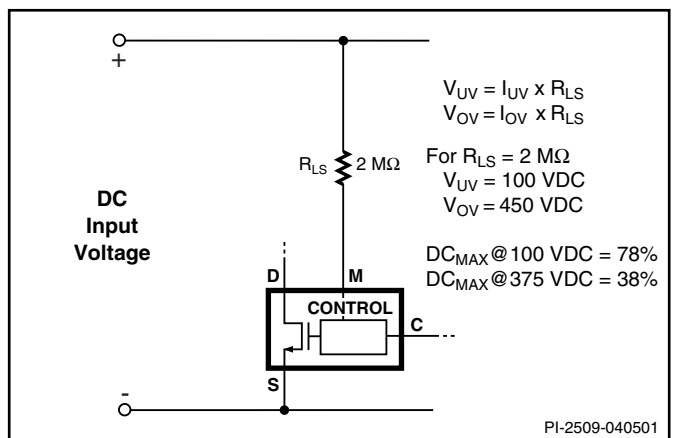 +
V_UV = I_UV x R_LS
V_OV = I_OV x R_LS
R_LS 2 MΩ
For R_LS = 2 MΩ
V_UV = 100 VDC
V_OV = 450 VDC
DC
Input
Voltage
DC_MAX@100 VDC = 78%
DC_MAX@375 VDC = 38%
D M
CONTROL
C
S
-
PI-2509-040501